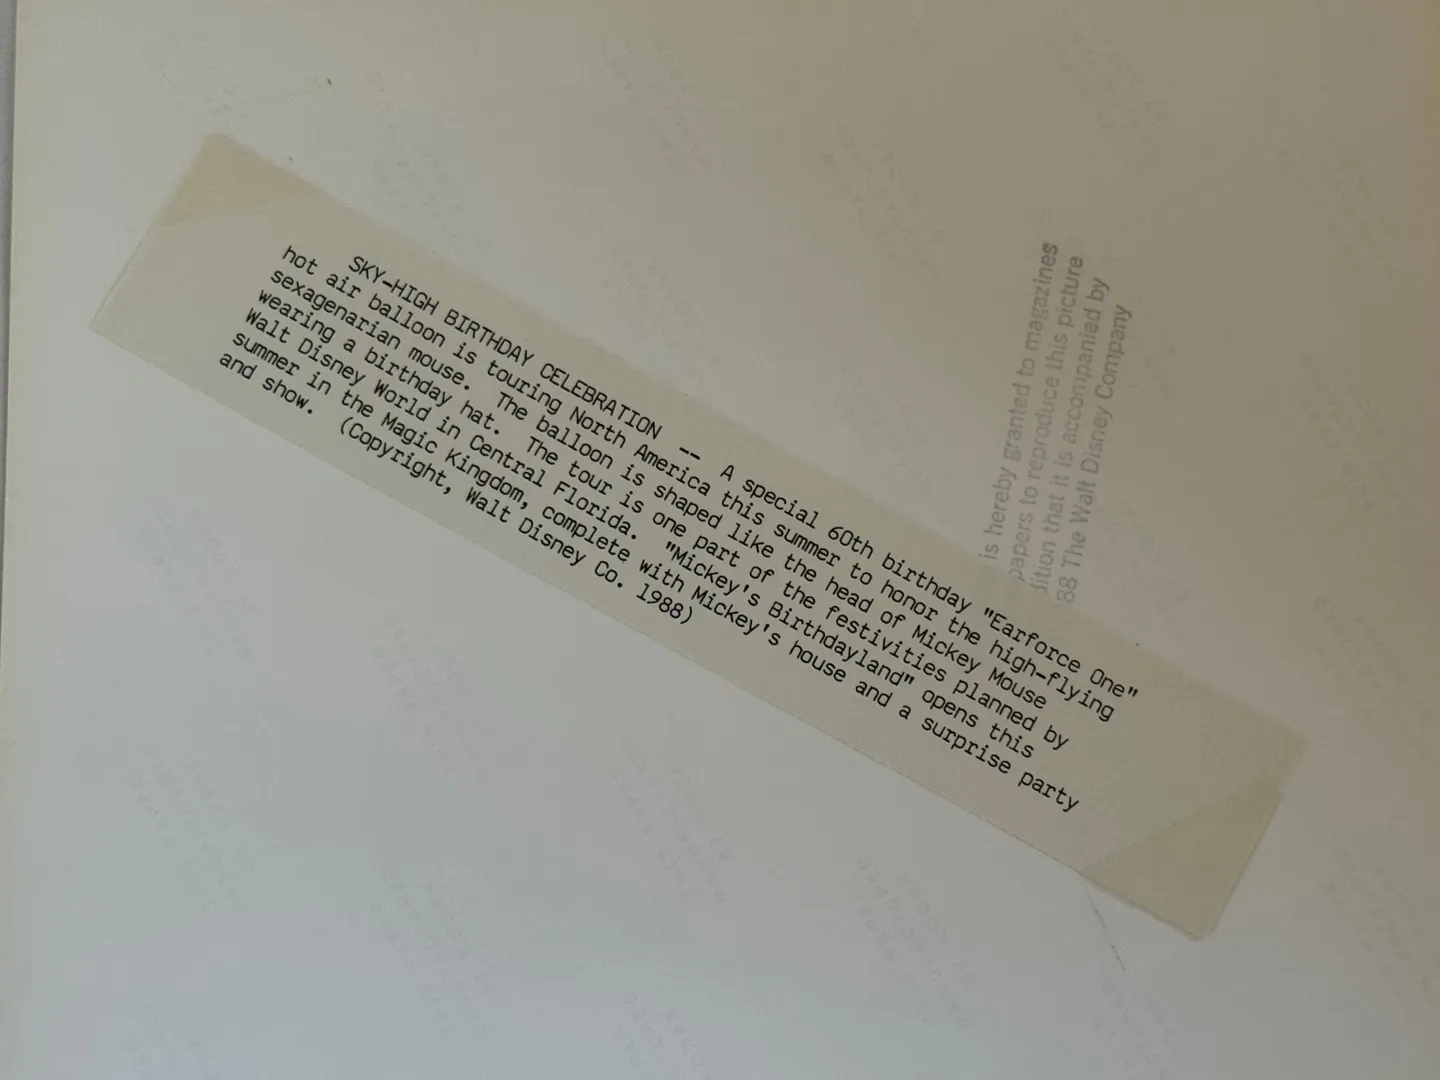 SKY-HIGH BIRTHDAY CELEBRATION -- A special 60th birthday "Earforce One"
hot air balloon is touring North America this summer to honor the high-flying
sexagenarian mouse. The balloon is shaped like the head of Mickey Mouse
wearing a birthday hat. The tour is one part of the festivities planned by
Walt Disney World in Central Florida. "Mickey's Birthdayland" opens this
summer in the Magic Kingdom, complete with Mickey's house and a surprise party
and show. (Copyright, Walt Disney Co. 1988)
is hereby granted to magazines
papers to reproduce this picture
dition that it is accompanied by
88 The Walt Disney Company